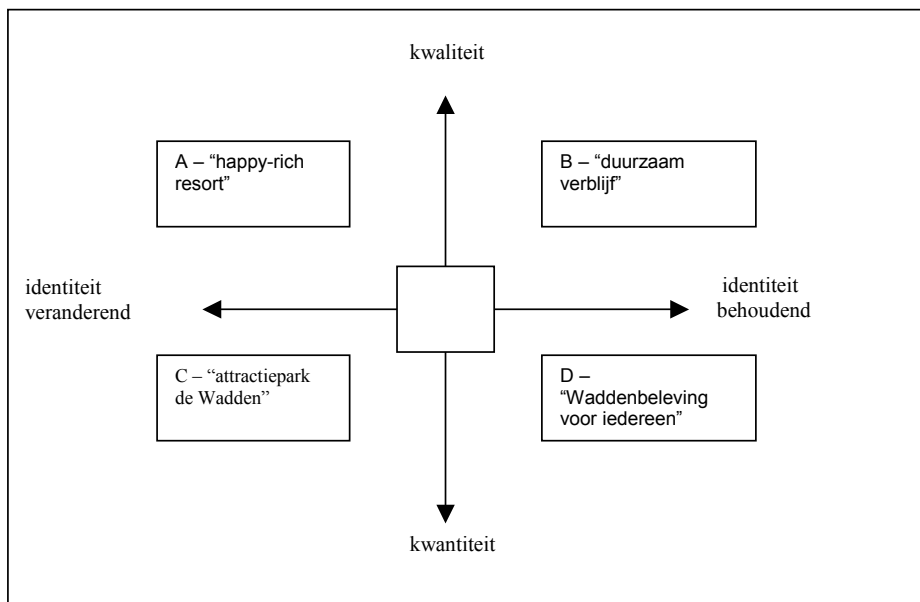 kwaliteit
A – “happy-rich
resort”
B – “duurzaam
verblijf”
identiteit
veranderend
identiteit
behoudend
C – “attractiepark
de Wadden”
D –
“Waddenbeleving
voor iedereen”
kwantiteit